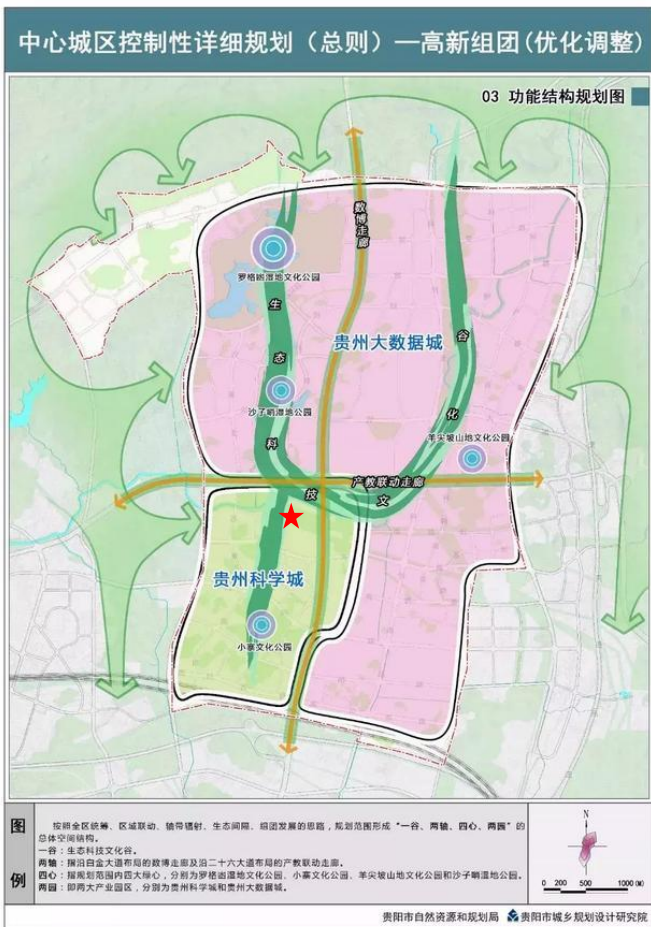 中心城区控制性详细规划（总则）—高新组团(优化调整)
03 功能结构规划图
数博走廊
罗格凼湿地文化公园
生态科技文化谷
贵州大数据城
沙子哨湿地公园
羊尖坡山地文化公园
产教联动走廊
贵州科学城
小寨文化公园
图例
按照全区统筹、区域联动、轴带辐射、生态间隔、组团发展的思路，规划范围形成“一谷、两轴、四心、两园”的
总体空间结构。
一谷：生态科技文化谷。
两轴：指沿白金大道布局的数博走廊及沿二十六大道布局的产教联动走廊。
四心：指规划范围内四大绿心，分别为罗格凼湿地文化公园、小寨文化公园、羊尖坡山地文化公园和沙子哨湿地公园。
两园：即两大产业园区，分别为贵州科学城和贵州大数据城。
N
0 200 500 1000 (M)
贵阳市自然资源和规划局 贵阳市城乡规划设计研究院